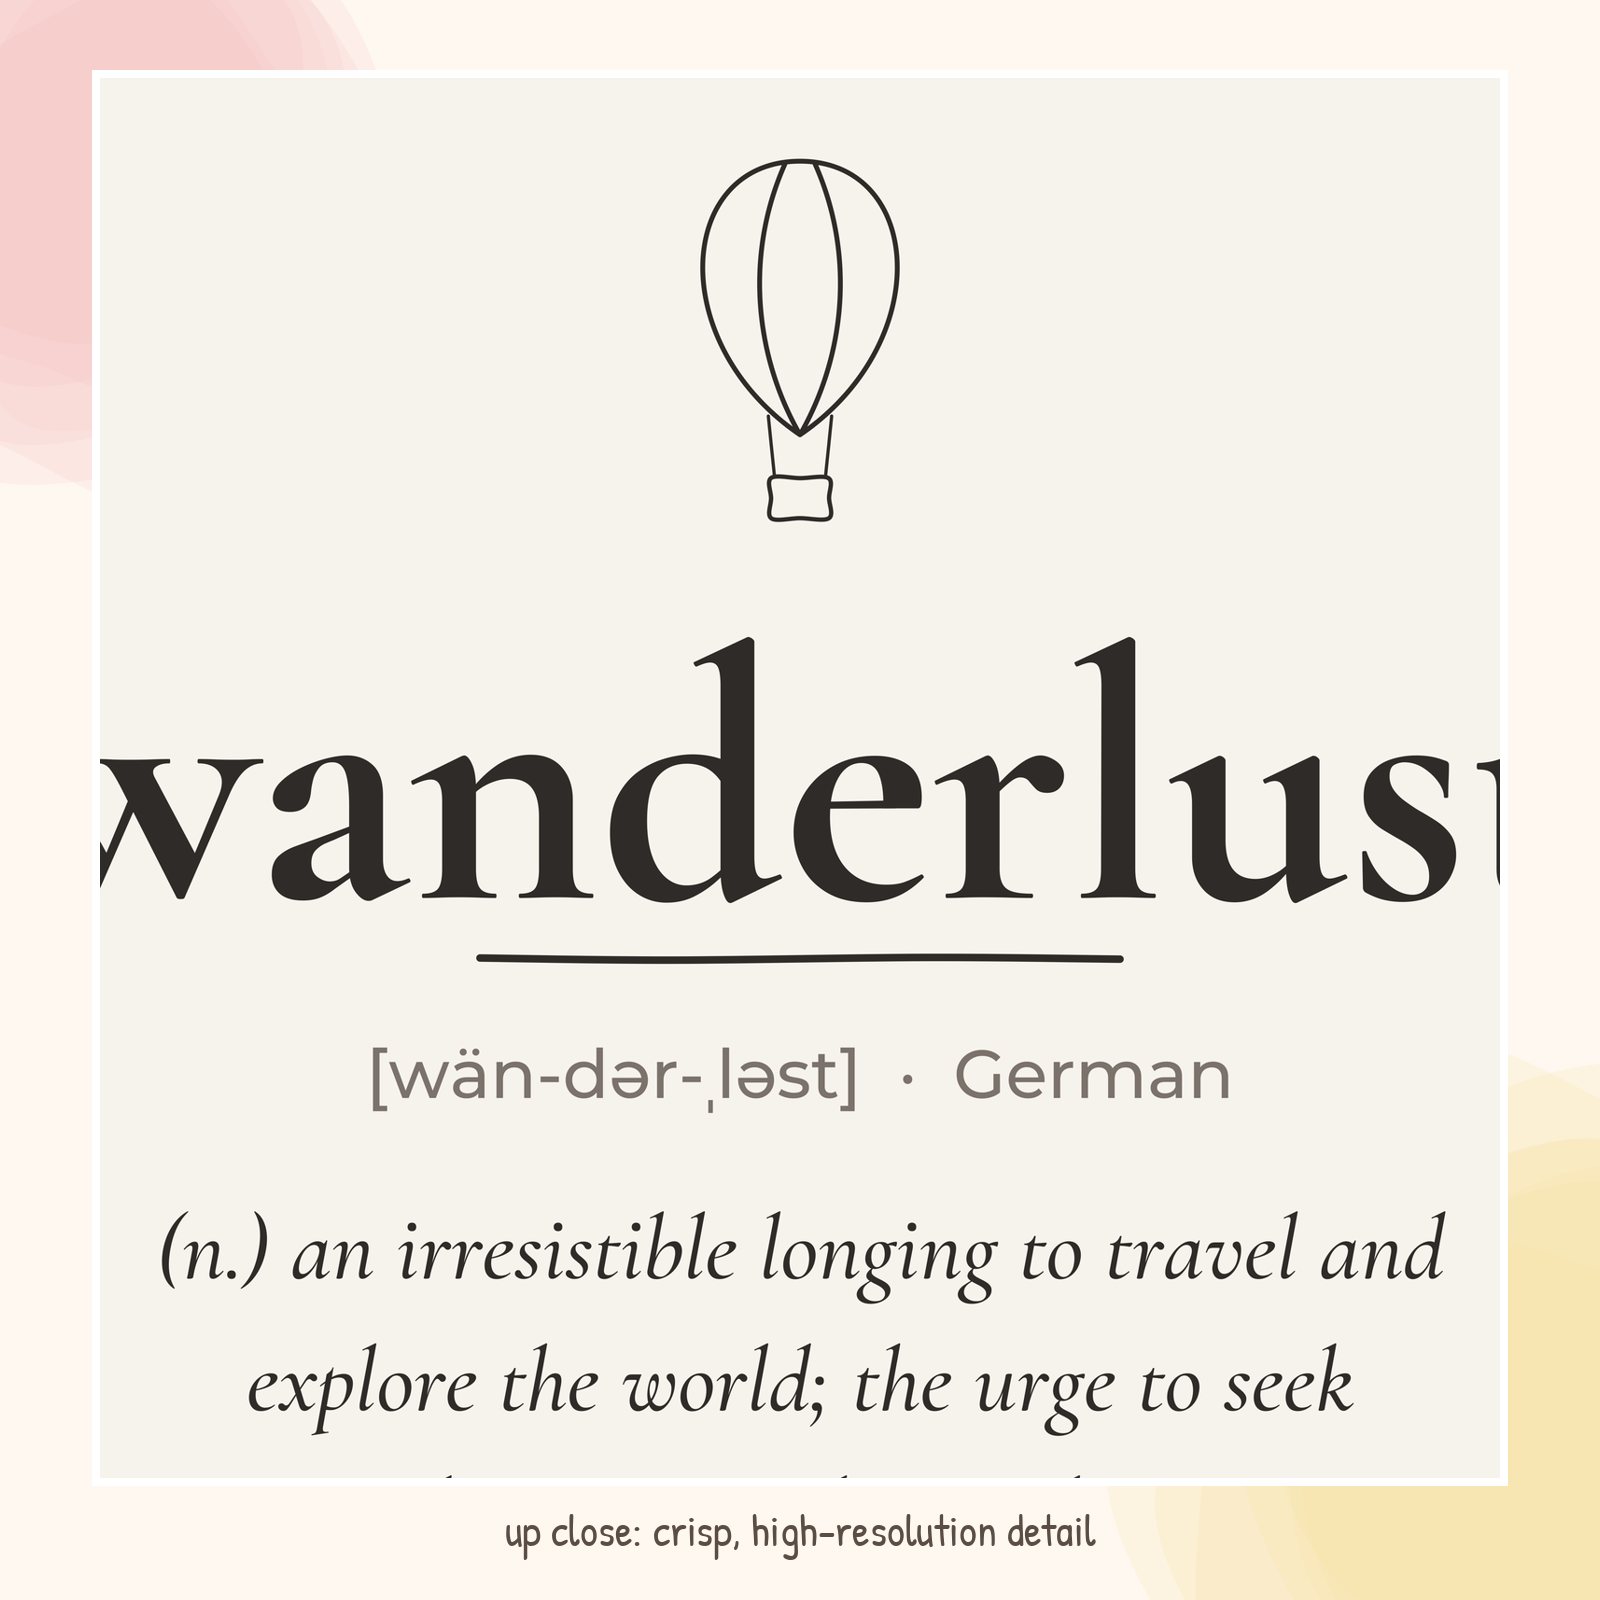 wanderlust
[wän-dər-ˌləst] • German
(n.) an irresistible longing to travel and
explore the world; the urge to seek
up close: crisp, high-resolution detail